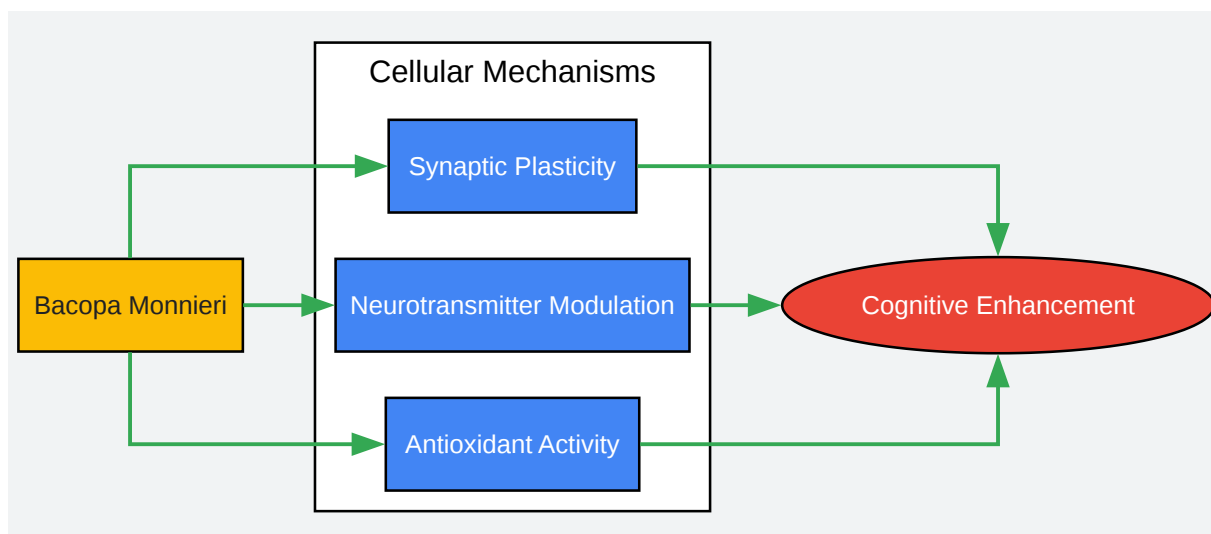 Cellular Mechanisms
Synaptic Plasticity
Bacopa Monnieri
Neurotransmitter Modulation
Cognitive Enhancement
Antioxidant Activity